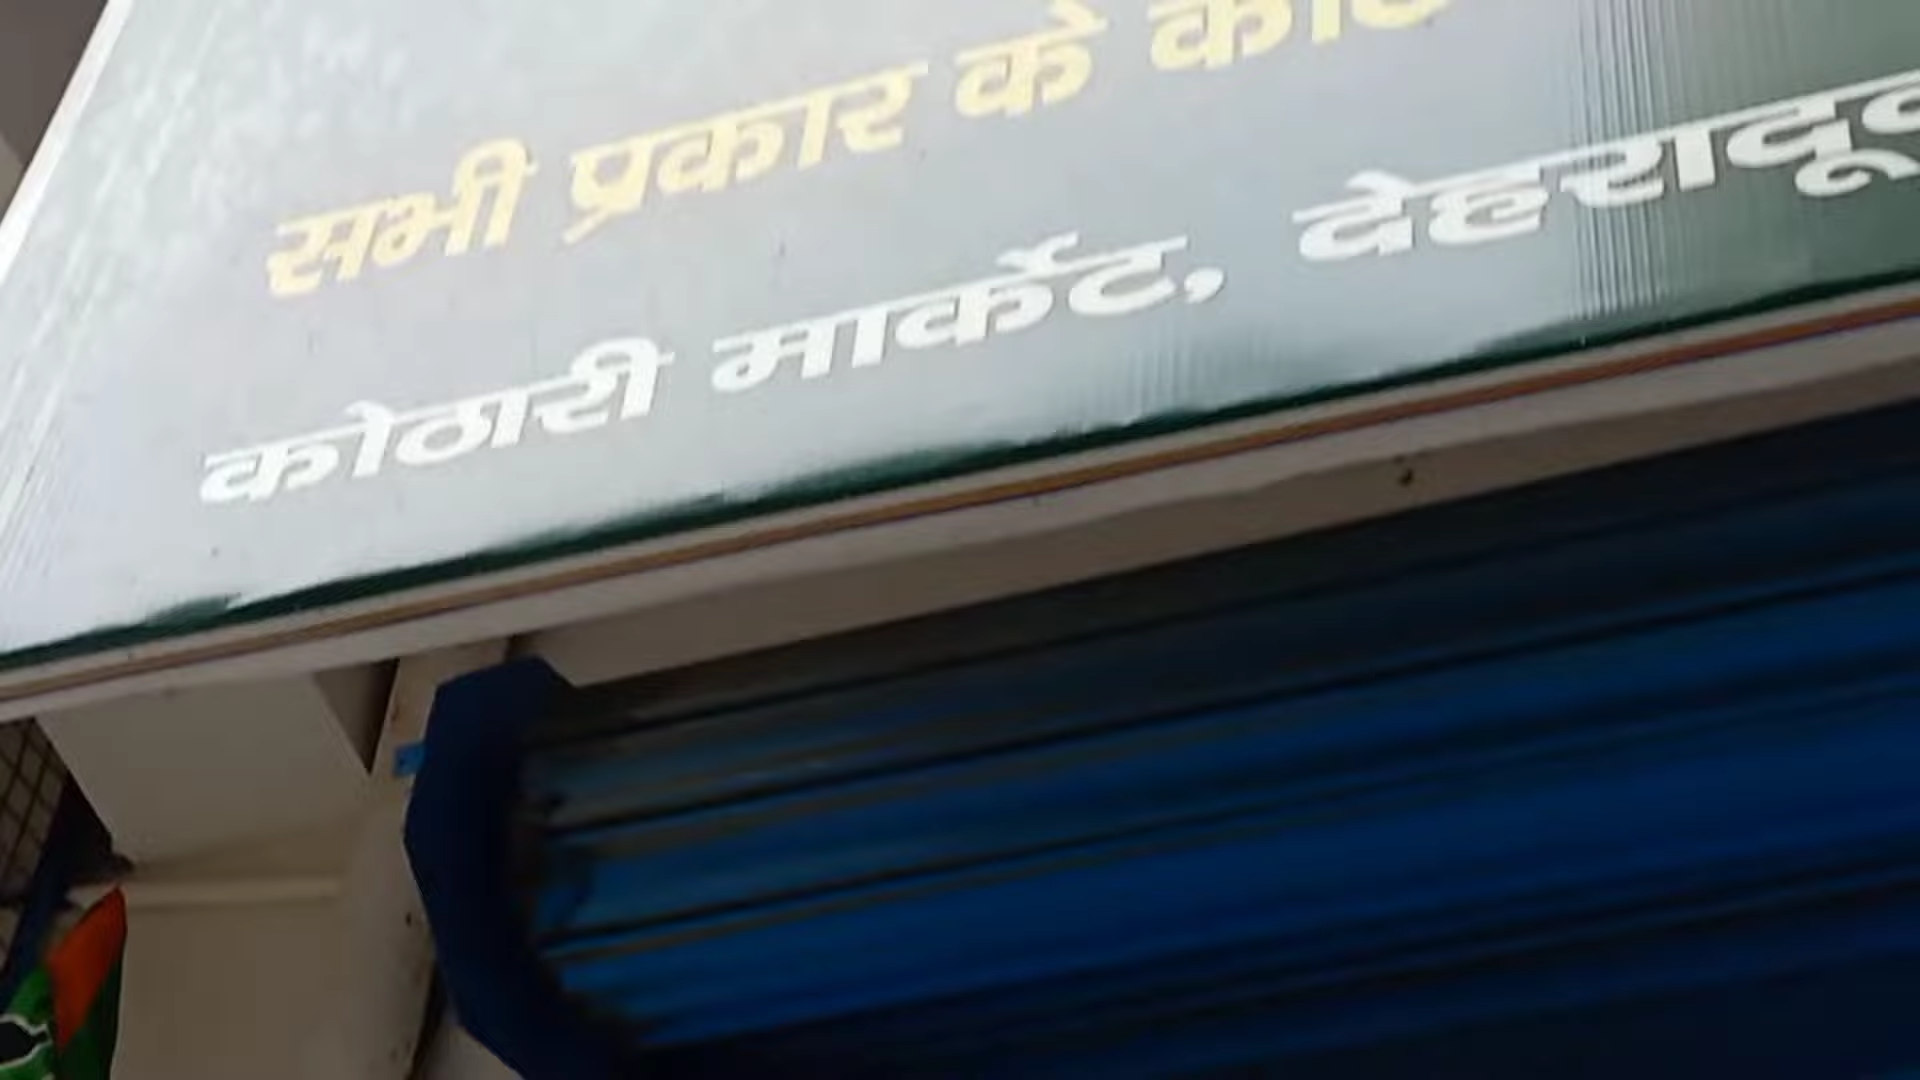 सभी प्रकार के
कोठारी मार्केट, देहरादून